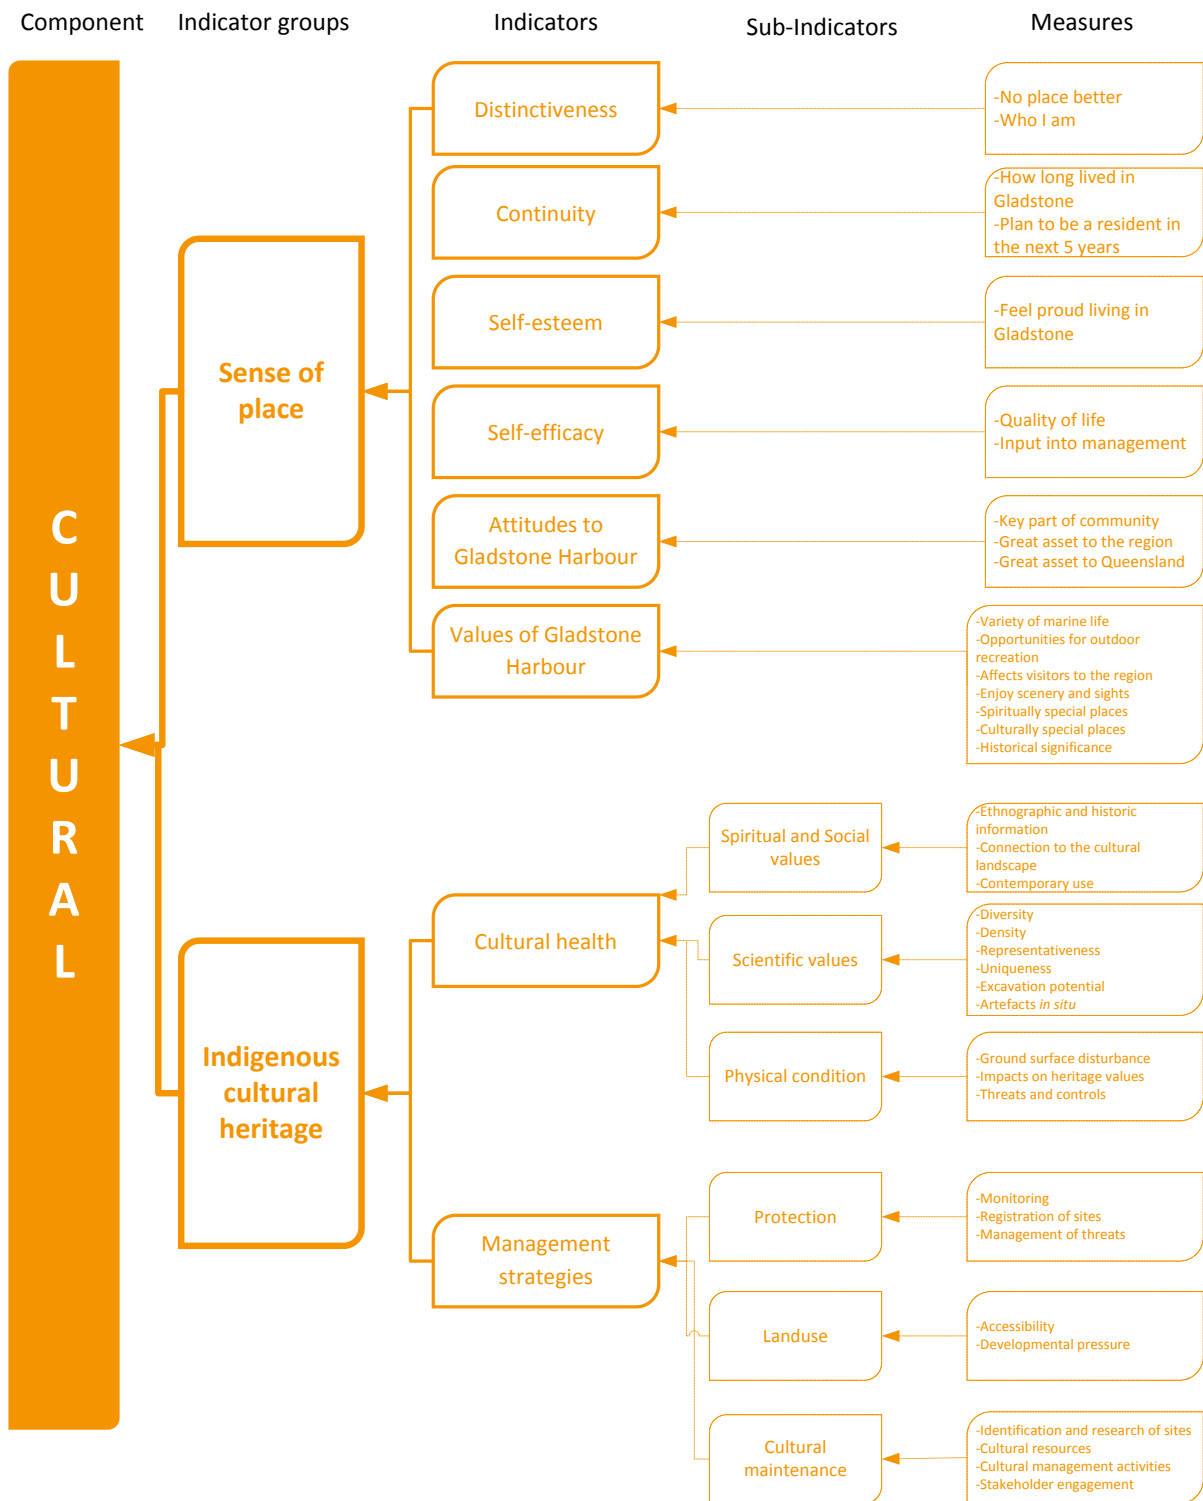 Component
Indicator groups
Indicators
Sub-Indicators
Measures
C
U
L
T
U
R
A
L
Sense of
place
Distinctiveness
-No place better
-Who I am
Continuity
-How long lived in
Gladstone
-Plan to be a resident in
the next 5 years
Self-esteem
-Feel proud living in
Gladstone
Self-efficacy
-Quality of life
-Input into management
Attitudes to
Gladstone Harbour
-Key part of community
-Great asset to the region
-Great asset to Queensland
Values of Gladstone
Harbour
-Variety of marine life
-Opportunities for outdoor
recreation
-Affects visitors to the region
-Enjoy scenery and sights
-Spiritually special places
-Culturally special places
-Historical significance
Indigenous
cultural
heritage
Cultural health
Spiritual and Social
values
-Ethnographic and historic
information
-Connection to the cultural
landscape
-Contemporary use
Scientific values
-Diversity
-Density
-Representativeness
-Uniqueness
-Excavation potential
-Artefacts in situ
Physical condition
-Ground surface disturbance
-Impacts on heritage values
-Threats and controls
Management
strategies
Protection
-Monitoring
-Registration of sites
-Management of threats
Landuse
-Accessibility
-Developmental pressure
Cultural
maintenance
-Identification and research of sites
-Cultural resources
-Cultural management activities
-Stakeholder engagement